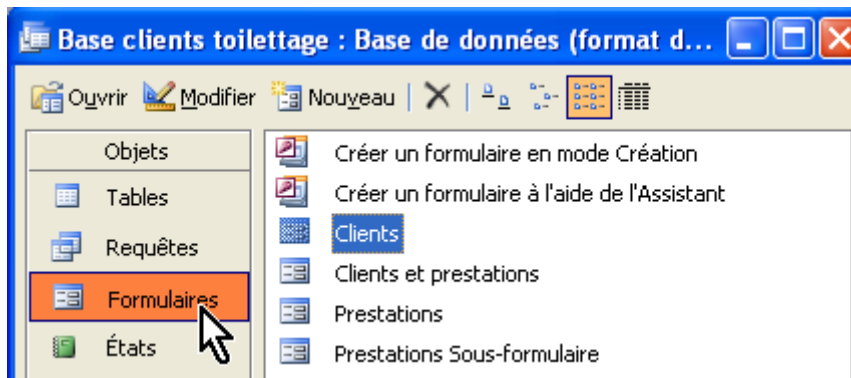 Base clients toilettage : Base de données (format d...
Ouvrir Modifier Nouveau
Objets
Tables
Requêtes
Formulaires
États
Créer un formulaire en mode Création
Créer un formulaire à l'aide de l'Assistant
Clients
Clients et prestations
Prestations
Prestations Sous-formulaire